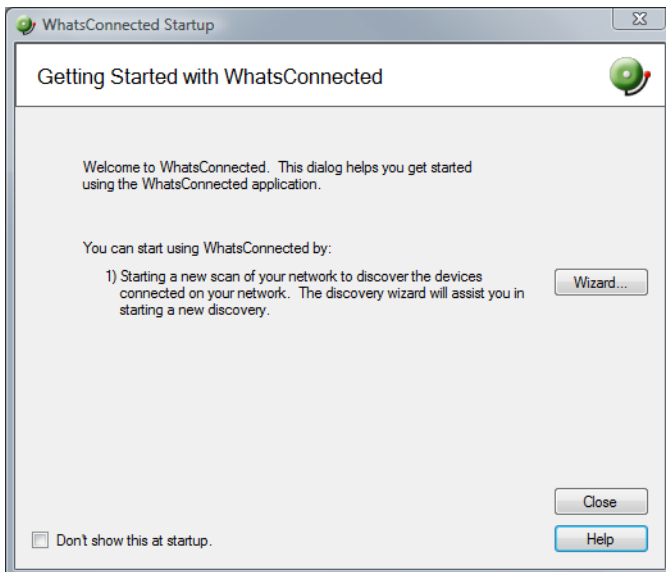 WhatsConnected Startup
Getting Started with WhatsConnected
Welcome to WhatsConnected. This dialog helps you get started
using the WhatsConnected application.
You can start using WhatsConnected by:
1) Starting a new scan of your network to discover the devices
connected on your network. The discovery wizard will assist you in
starting a new discovery.
Wizard...
Close
Don't show this at startup.
Help